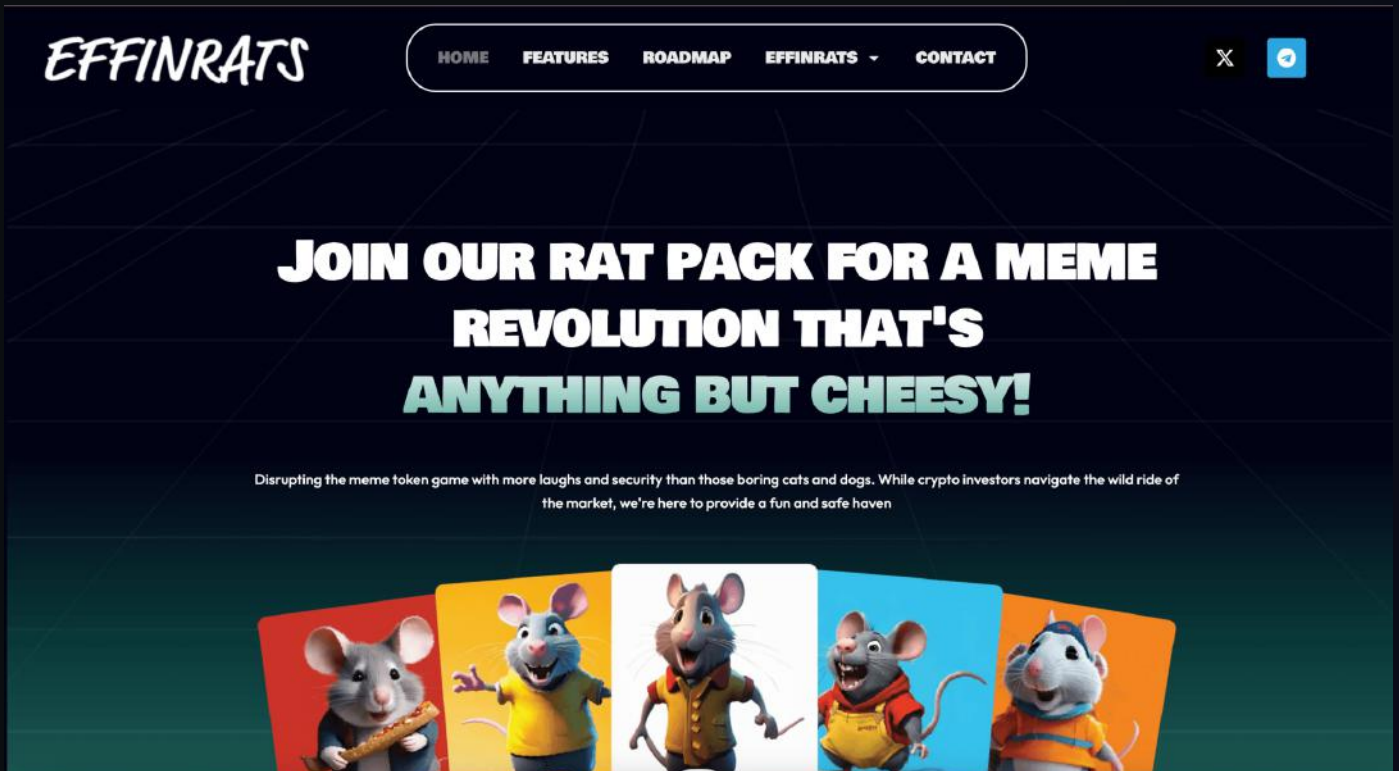 EFFINRATS
HOME FEATURES ROADMAP EFFINRATS CONTACT
JOIN OUR RAT PACK FOR A MEME
REVOLUTION THAT'S
ANYTHING BUT CHEESY!
Disrupting the meme token game with more laughs and security than those boring cats and dogs. While crypto investors navigate the wild ride of
the market, we're here to provide a fun and safe haven